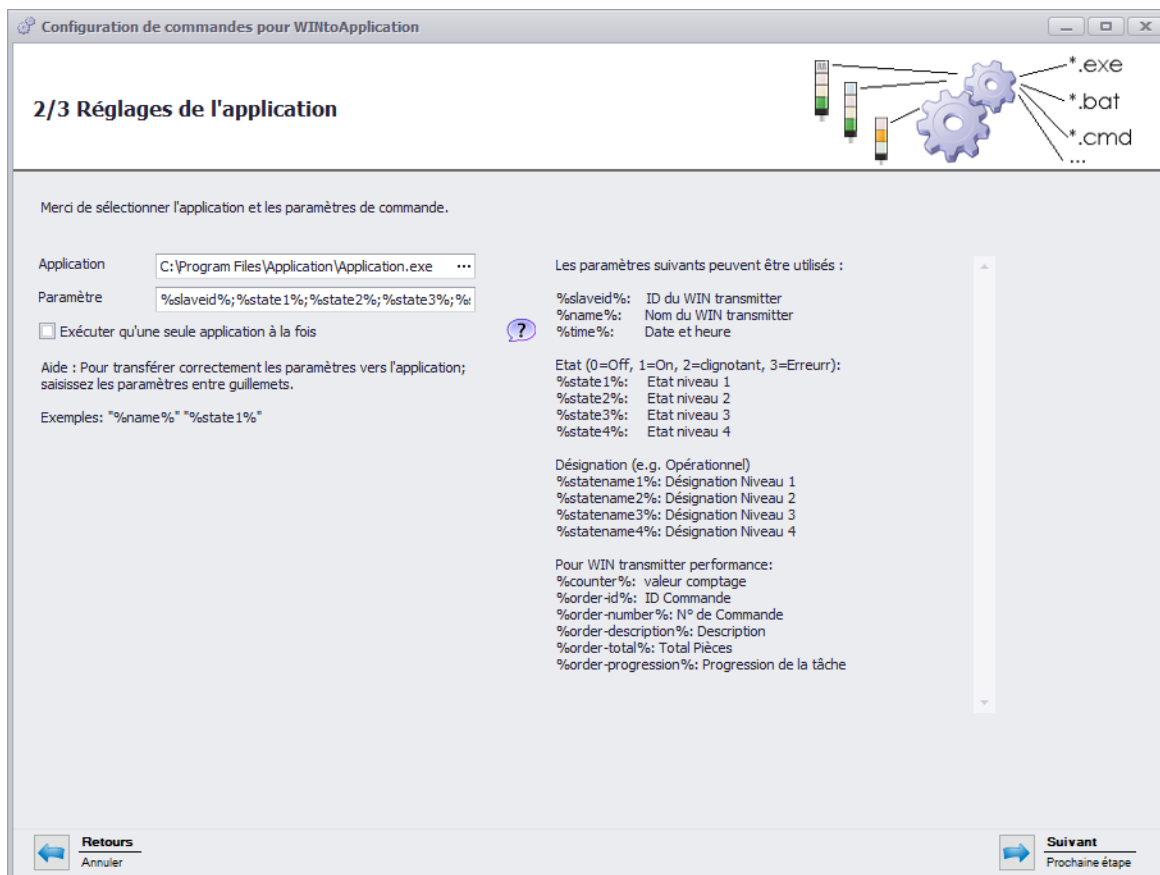 Configuration de commandes pour WINtoApplication
2/3 Réglages de l'application
*.exe
*.bat
*.cmd
...
Merci de sélectionner l'application et les paramètres de commande.
Application
C:\Program Files\Application\Application.exe ...
Paramètre
%slaveid%;%state1%;%state2%;%state3%;%s
Exécuter qu'une seule application à la fois
?
Aide : Pour transférer correctement les paramètres vers l'application;
saisissez les paramètres entre guillemets.
Exemples: "%name%" "%state1%"
Les paramètres suivants peuvent être utilisés :
%slaveid%: ID du WIN transmitter
%name%: Nom du WIN transmitter
%time%: Date et heure
Etat (0=Off, 1=On, 2=clignotant, 3=Erreurr):
%state1%: Etat niveau 1
%state2%: Etat niveau 2
%state3%: Etat niveau 3
%state4%: Etat niveau 4
Désignation (e.g. Opérationnel)
%statename1%: Désignation Niveau 1
%statename2%: Désignation Niveau 2
%statename3%: Désignation Niveau 3
%statename4%: Désignation Niveau 4
Pour WIN transmitter performance:
%counter%: valeur comptage
%order-id%: ID Commande
%order-number%: N° de Commande
%order-description%: Description
%order-total%: Total Pièces
%order-progression%: Progression de la tâche
Retours
Annuler
Suivant
Prochaine étape